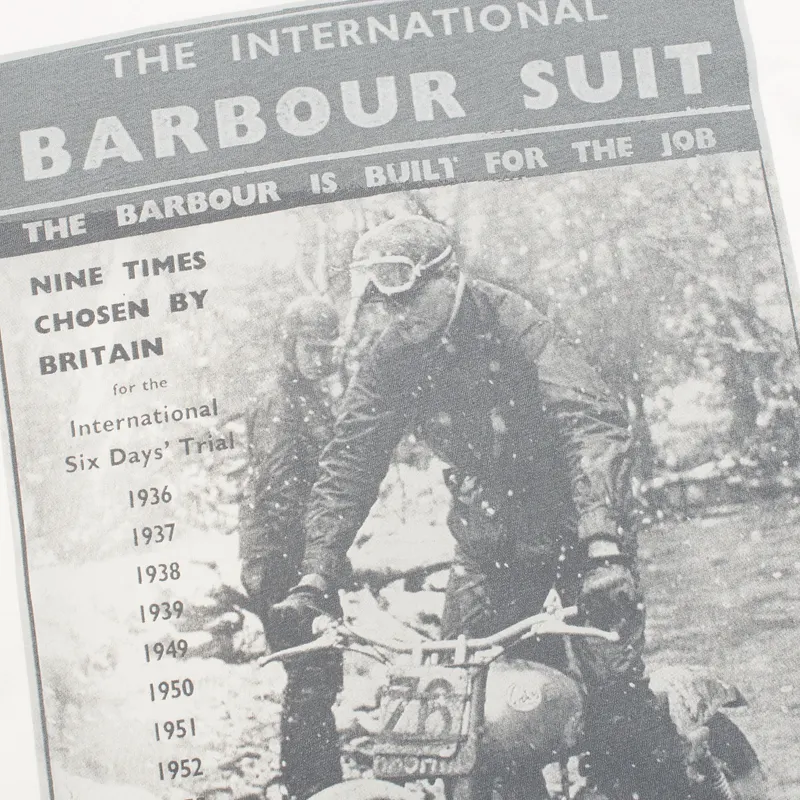 THE INTERNATIONAL
BARBOUR SUIT
THE BARBOUR IS BUILT FOR THE JOB
NINE TIMES
CHOSEN BY
BRITAIN
for the
International
Six Days' Trial
1936
1937
1938
1939
1949
1950
1951
1952
76